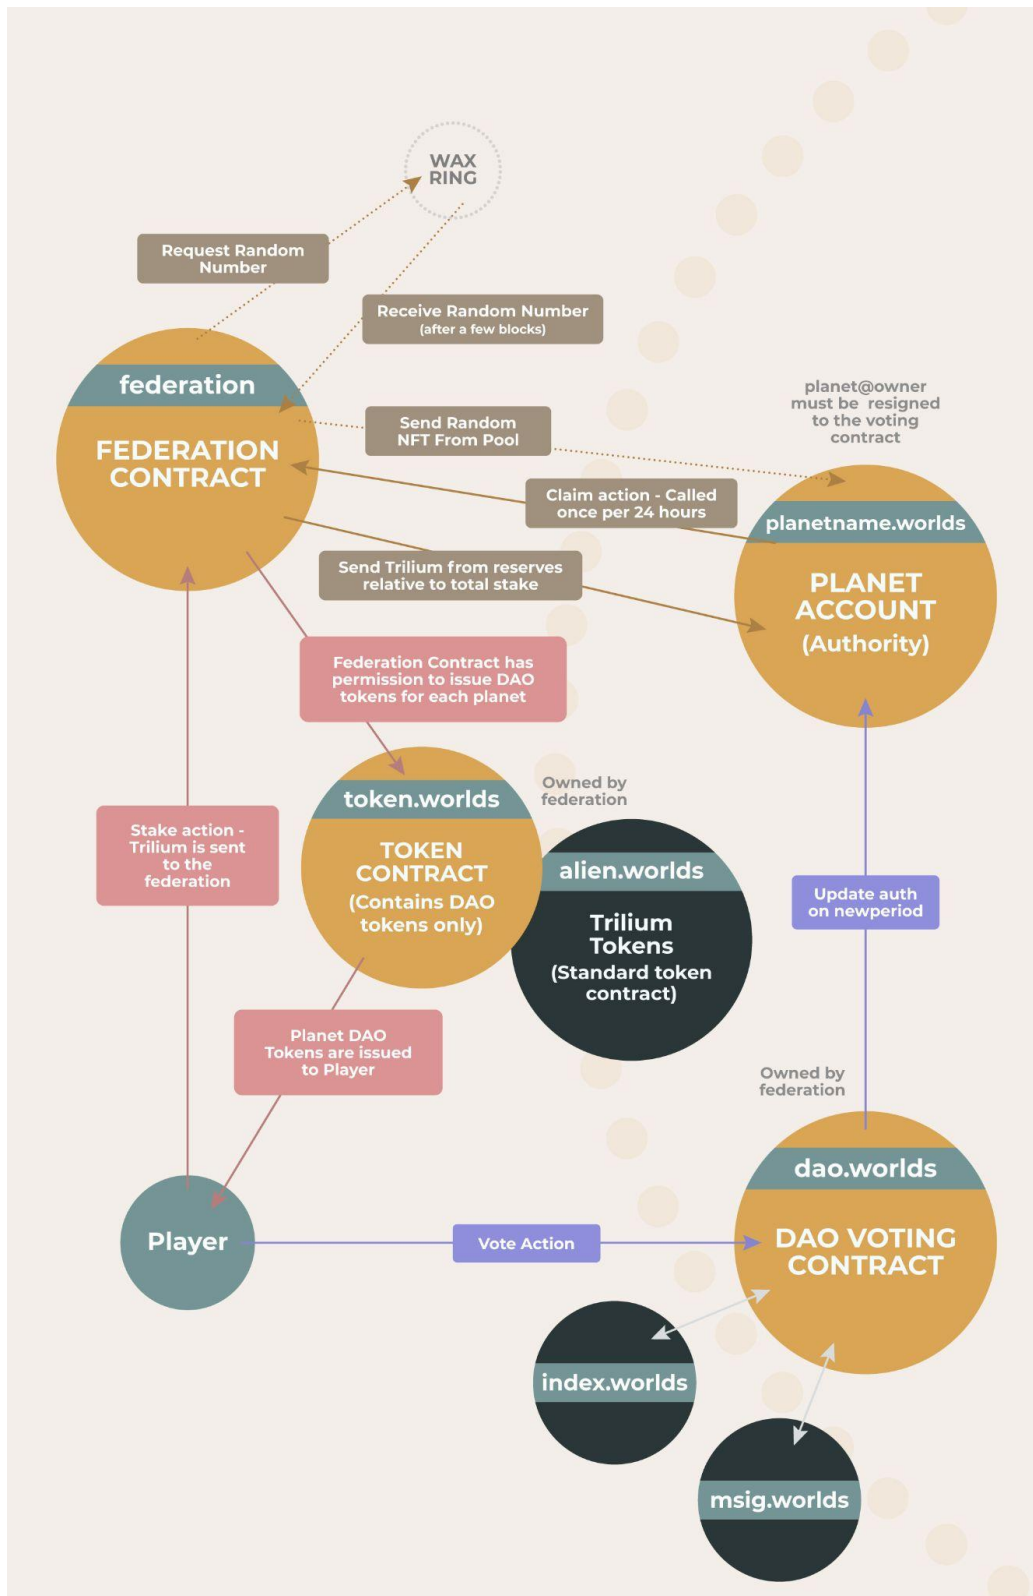 WAX
RING
Request Random
Number
Receive Random Number
(after a few blocks)
federation
FEDERATION
CONTRACT
Send Random
NFT From Pool
planet@owner
must be  resigned
to the voting
contract
Claim action - Called
once per 24 hours
planetname.worlds
PLANET
ACCOUNT
(Authority)
Send Trilium from reserves
relative to total stake
Federation Contract has
permission to issue DAO
tokens for each planet
token.worlds
TOKEN
CONTRACT
(Contains DAO
tokens only)
Owned by
federation
alien.worlds
Trilium
Tokens
(Standard token
contract)
Stake action -
Trilium is sent
to the
federation
Update auth
on newperiod
Planet DAO
Tokens are issued
to Player
Owned by
federation
dao.worlds
DAO VOTING
CONTRACT
Player
Vote Action
index.worlds
msig.worlds